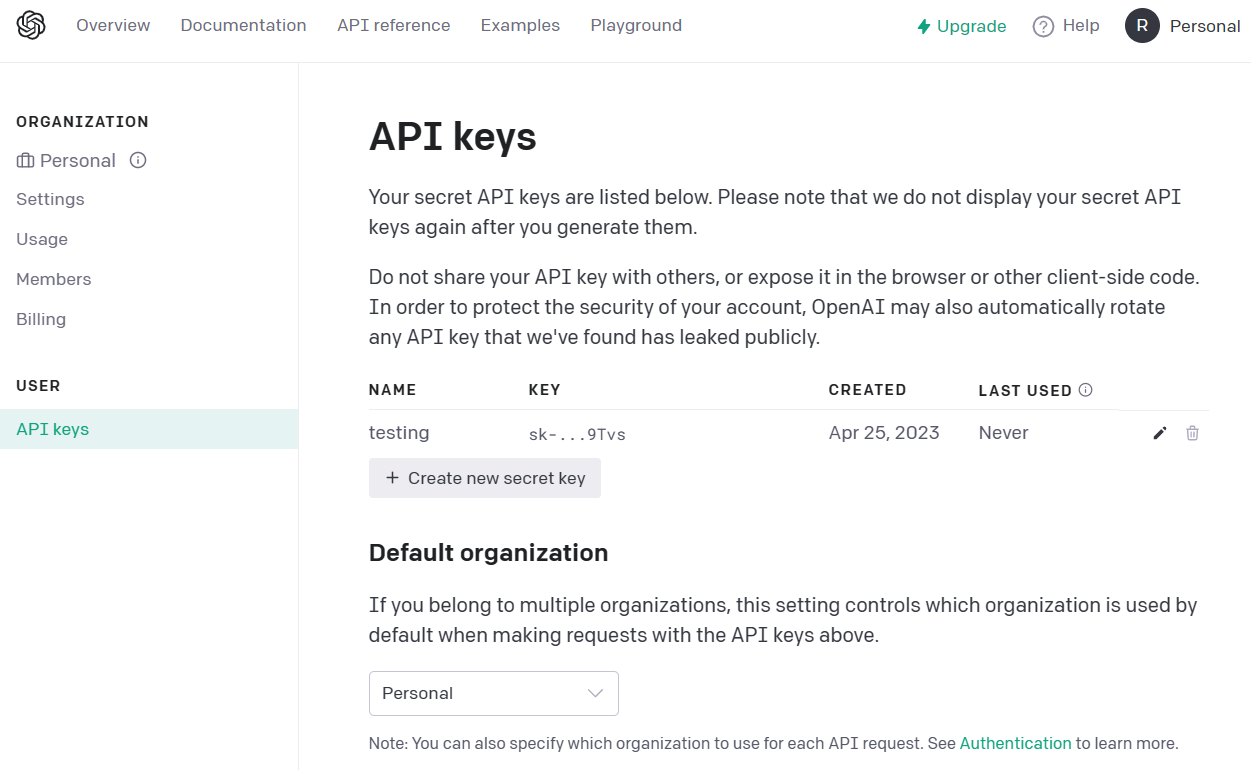 Overview Documentation API reference Examples Playground Upgrade Help R Personal
ORGANIZATION
Personal
Settings
Usage
Members
Billing
USER
API keys
API keys
Your secret API keys are listed below. Please note that we do not display your secret API
keys again after you generate them.
Do not share your API key with others, or expose it in the browser or other client-side code.
In order to protect the security of your account, OpenAI may also automatically rotate
any API key that we've found has leaked publicly.
NAME KEY CREATED LAST USED
testing sk-...9Tvs Apr 25, 2023 Never
+ Create new secret key
Default organization
If you belong to multiple organizations, this setting controls which organization is used by
default when making requests with the API keys above.
Personal
Note: You can also specify which organization to use for each API request. See Authentication to learn more.